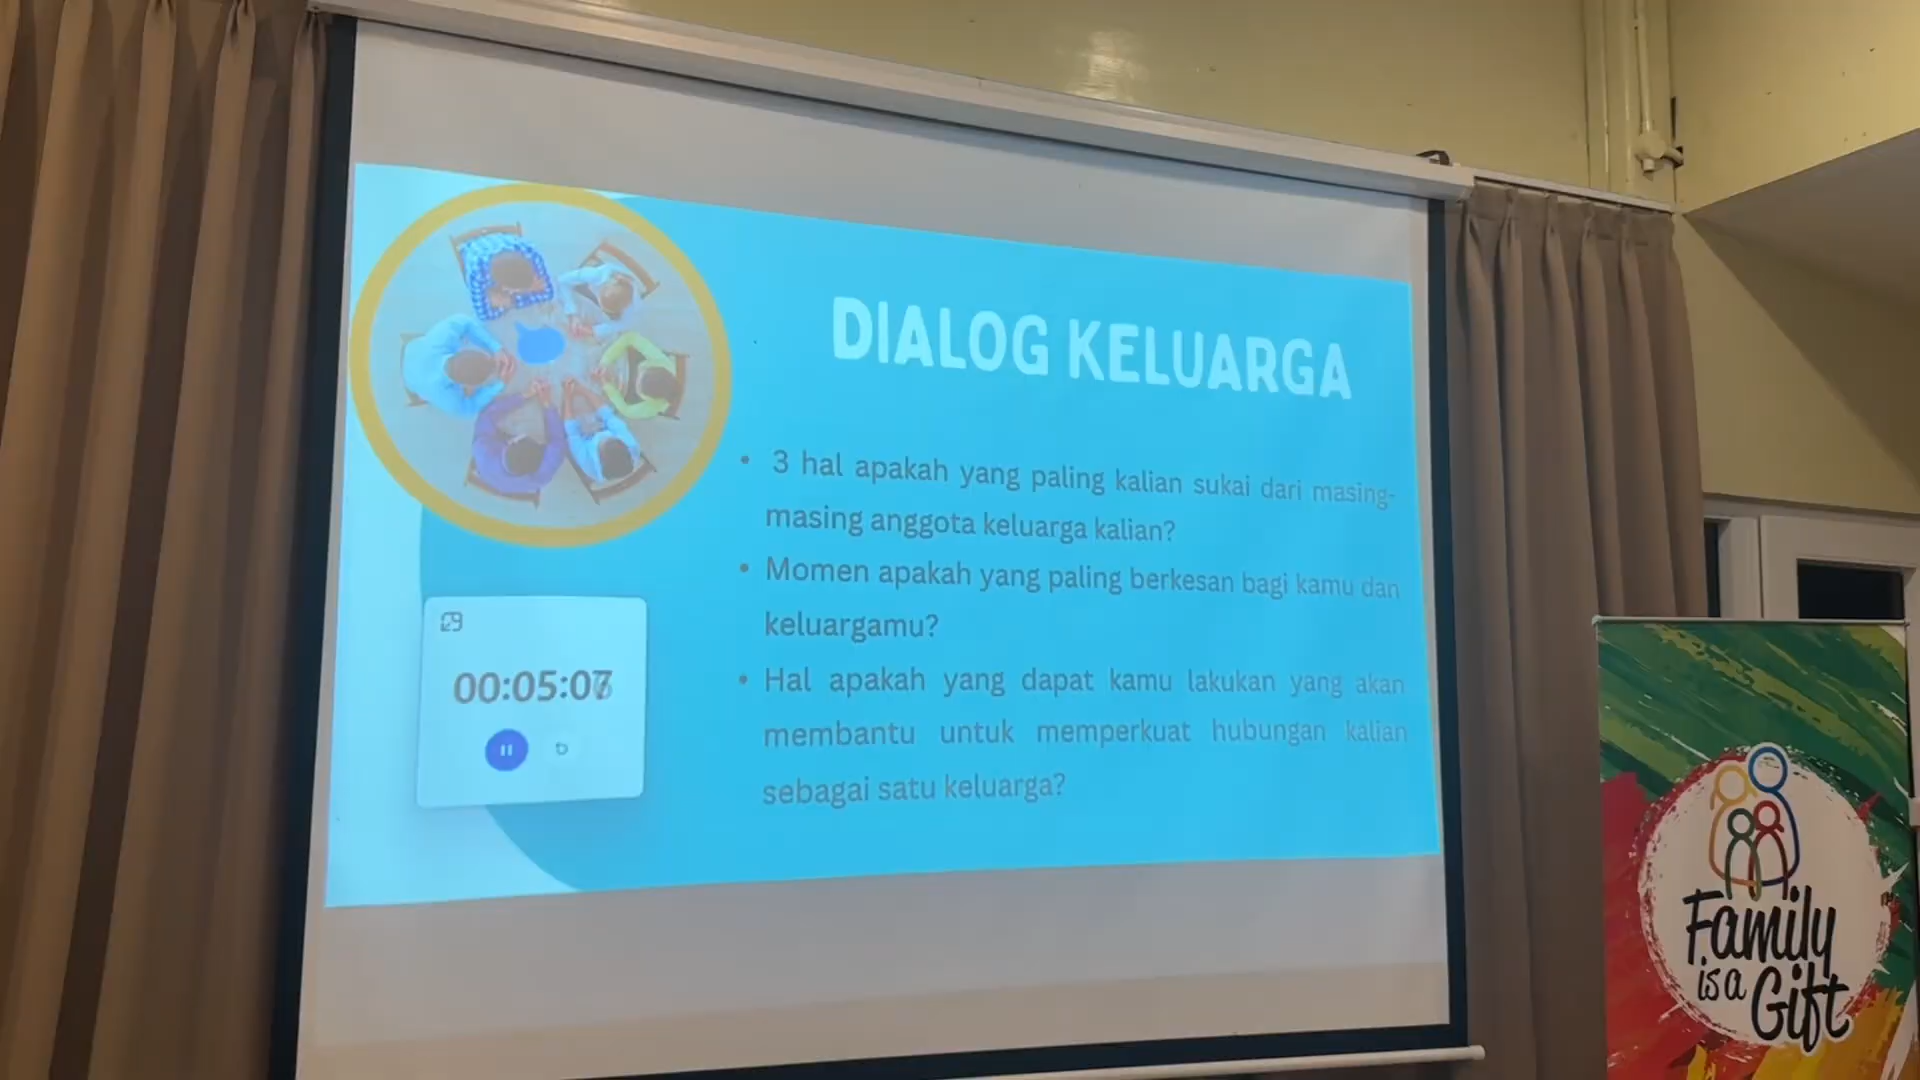 DIALOG KELUARGA
• 3 hal apakah yang paling kalian sukai dari masing-
masing anggota keluarga kalian?
• Momen apakah yang paling berkesan bagi kamu dan
keluargamu?
• Hal apakah yang dapat kamu lakukan yang akan
membantu untuk memperkuat hubungan kalian
sebagai satu keluarga?
Family
is a
Gift